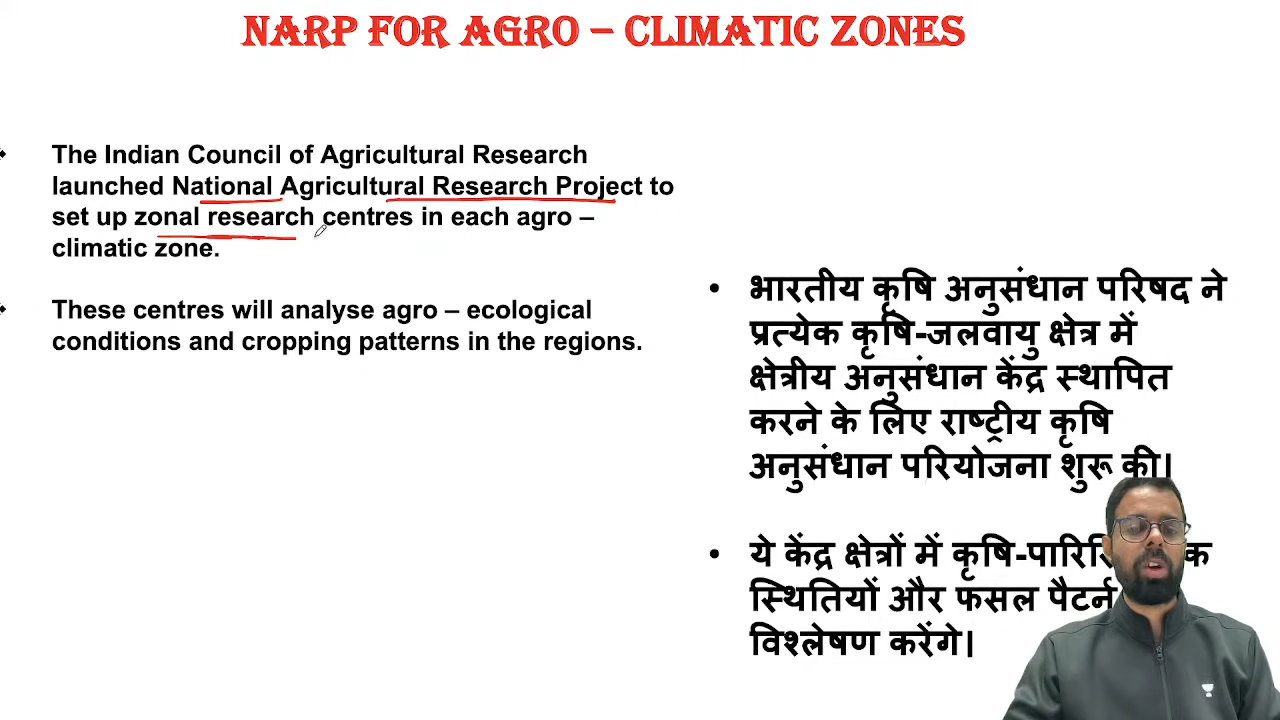 NARP FOR AGRO – CLIMATIC ZONES
The Indian Council of Agricultural Research
launched National Agricultural Research Project to
set up zonal research centres in each agro –
climatic zone.
These centres will analyse agro – ecological
conditions and cropping patterns in the regions.
• भारतीय कृषि अनुसंधान परिषद ने
प्रत्येक कृषि-जलवायु क्षेत्र में
क्षेत्रीय अनुसंधान केंद्र स्थापित
करने के लिए राष्ट्रीय कृषि
अनुसंधान परियोजना शुरू की।
• ये केंद्र क्षेत्रों में
स्थितियों और फसल पैटर्न
विश्लेषण करेंगे।